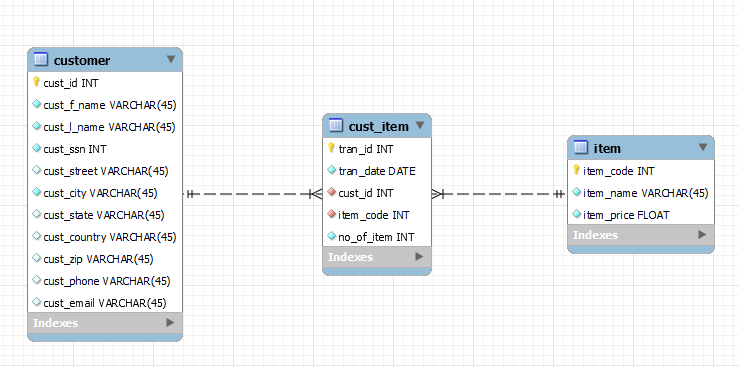 customer
cust_id INT
cust_f_name VARCHAR(45)
cust_l_name VARCHAR(45)
cust_ssn INT
cust_street VARCHAR(45)
cust_city VARCHAR(45)
cust_state VARCHAR(45)
cust_country VARCHAR(45)
cust_zip VARCHAR(45)
cust_phone VARCHAR(45)
cust_email VARCHAR(45)
Indexes
cust_item
tran_id INT
tran_date DATE
cust_id INT
item_code INT
no_of_item INT
Indexes
item
item_code INT
item_name VARCHAR(45)
item_price FLOAT
Indexes